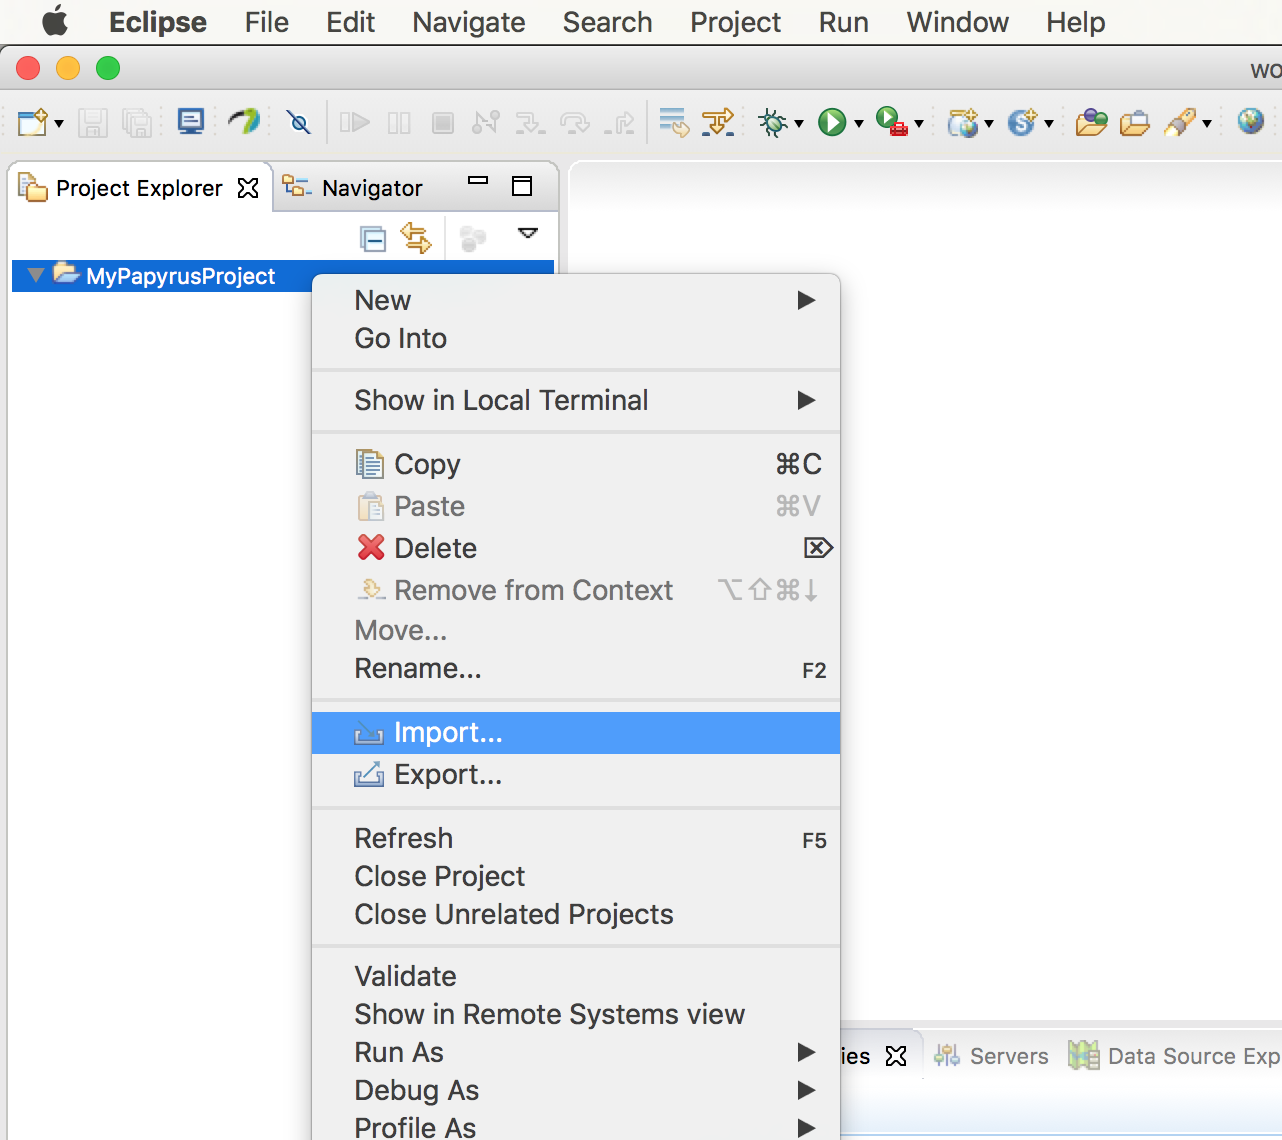 Eclipse File Edit Navigate Search Project Run Window Help
Project Explorer Navigator
MyPapyrusProject
New
Go Into
Show in Local Terminal
Copy ⌘C
Paste ⌘V
Delete ⌦
Remove from Context ⌥⇧⌘↓
Move...
Rename... F2
Import...
Export...
Refresh F5
Close Project
Close Unrelated Projects
Validate
Show in Remote Systems view
Run As
ies Servers Data Source Exp
Debug As
Profile As